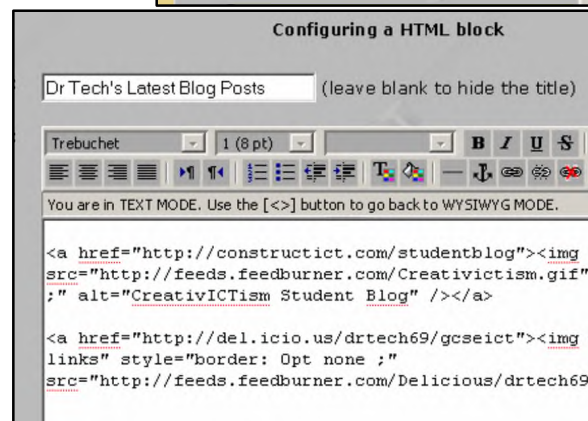 Configuring a HTML block
Dr Tech's Latest Blog Posts (leave blank to hide the title)
Trebuchet 1 (8 pt) B I U S
You are in TEXT MODE. Use the [<>] button to go back to WYSIWYG MODE.
<a href="http://constructict.com/studentblog"><img
src="http://feeds.feedburner.com/Creativictism.gif"
;" alt="CreativICTism Student Blog" /></a>
<a href="http://del.icio.us/drtech69/gcseict"><img
links" style="border: 0pt none ;"
src="http://feeds.feedburner.com/Delicious/drtech69